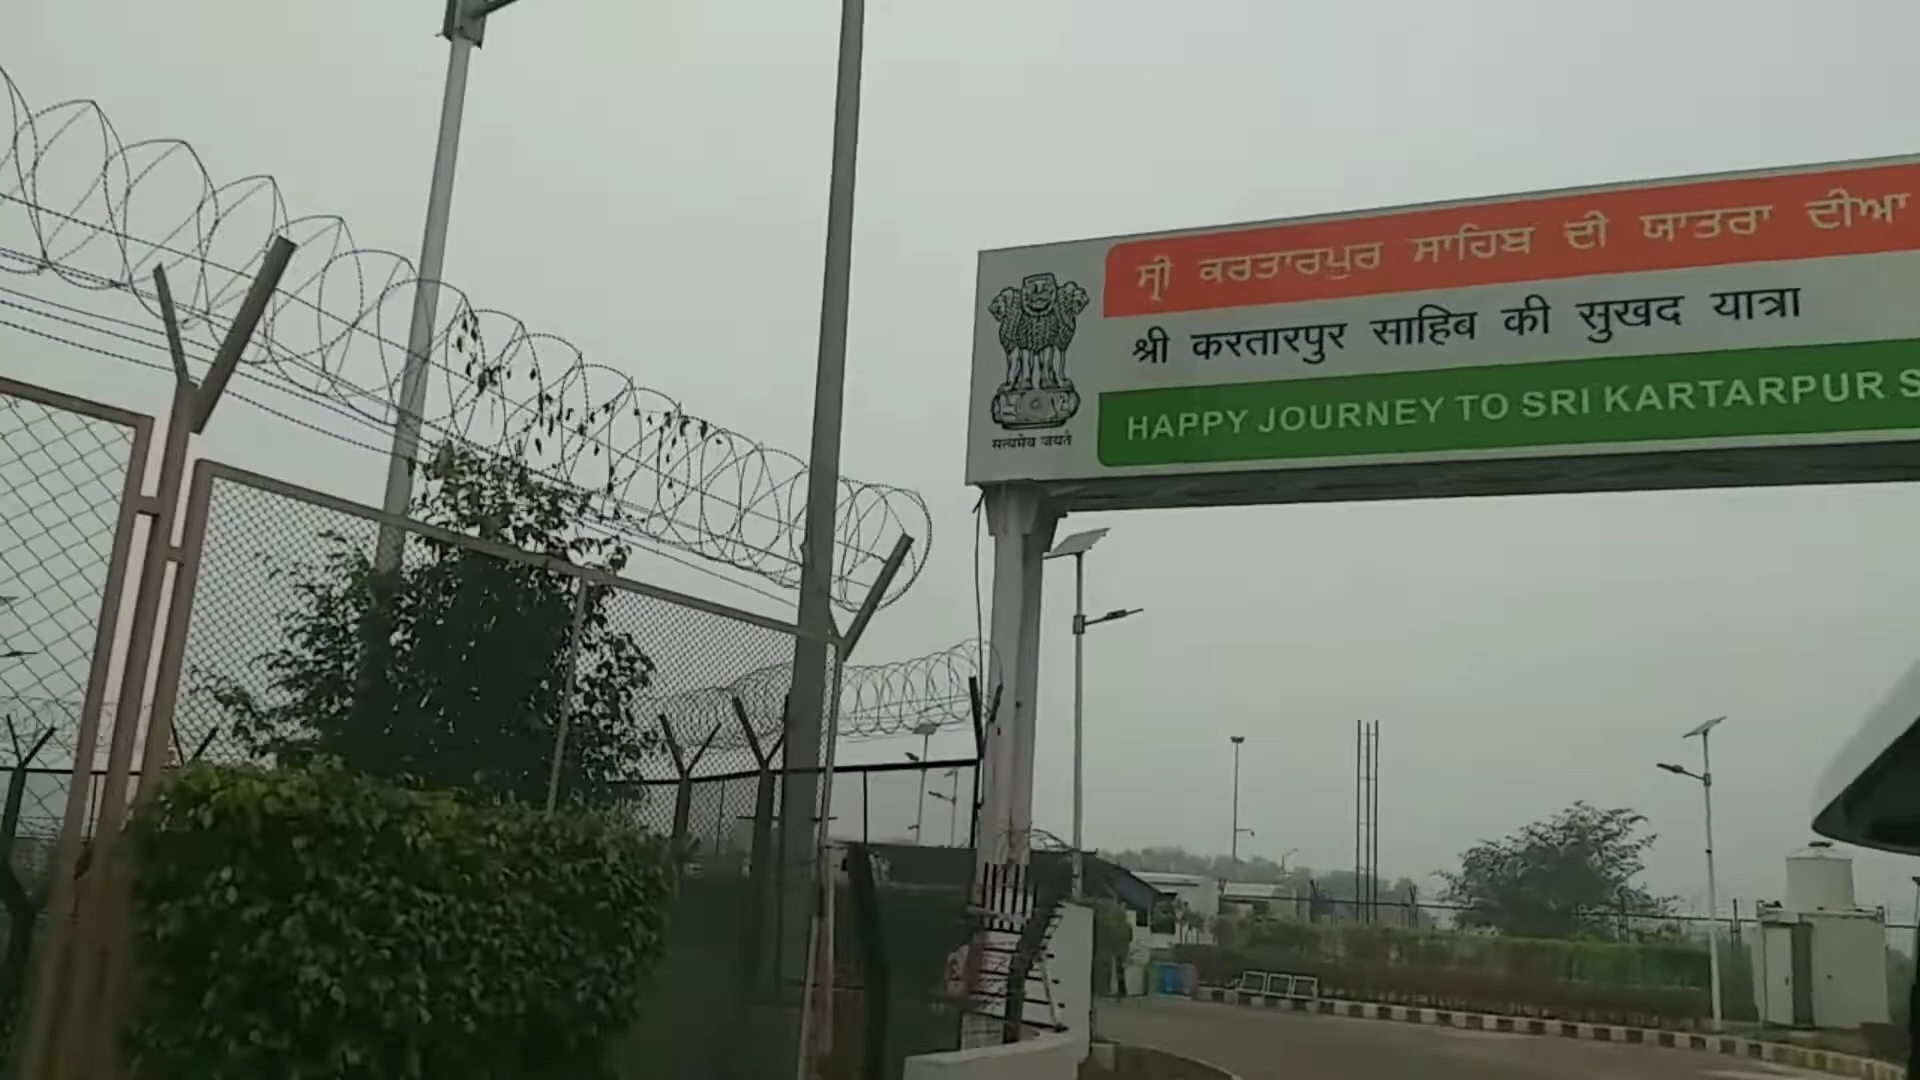 ਸ੍ਰੀ ਕਰਤਾਰਪੁਰ ਸਾਹਿਬ ਦੀ ਯਾਤਰਾ ਦੀਆ
श्री करतारपुर साहिब की सुखद यात्रा
HAPPY JOURNEY TO SRI KARTARPUR S
सत्यमेव जयते